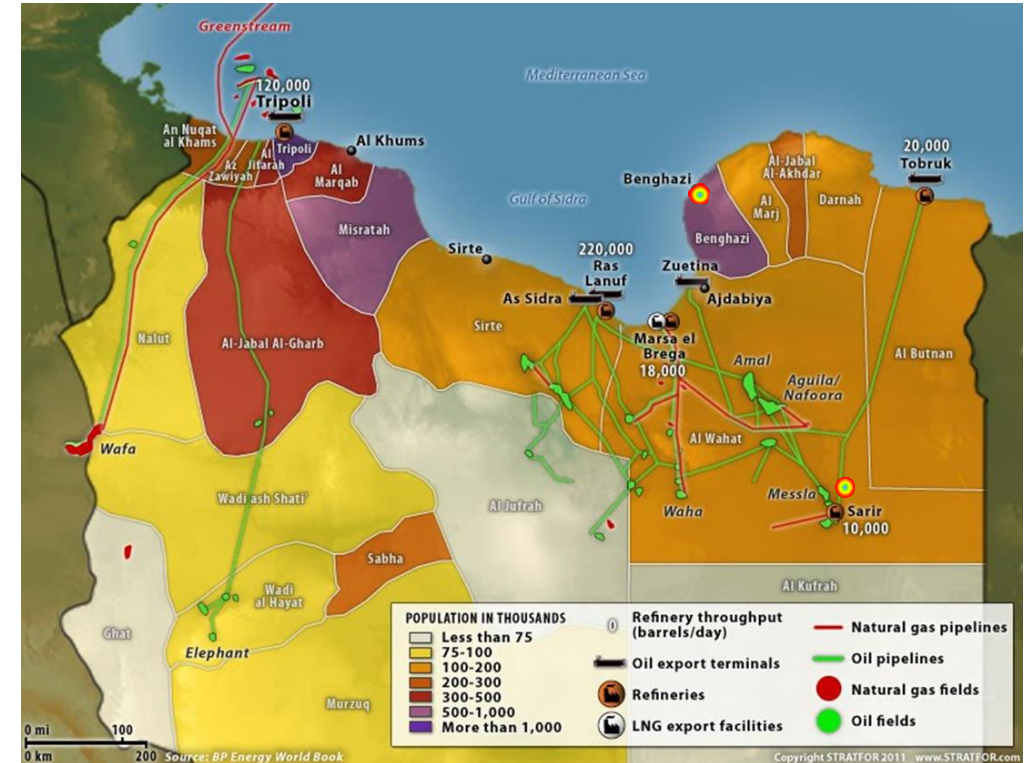 Greenstream
Mediterranean Sea
120,000
Tripoli
An Nuqat
al Khams
Az
Zawiyah
Al
Jifarah
Tripoli
Al Khums
Al
Marqab
Misratah
Gulf of Sidra
Benghazi
Benghazi
Al
Marj
Al-Jabal
Al-Akhdar
Darnah
20,000
Tobruk
Sirte
220,000
Ras
Lanuf
As Sidra
Zuetina
Ajdabiya
Nalut
Al-Jabal Al-Gharb
Sirte
Marsa el
Brega
18,000
Amal
Aguila/
Nafoora
Al Butnan
Wafa
Al Wahat
Wadi ash Shati'
Al Jufrah
Waha
Messla
Sarir
10,000
Sabha
Wadi
al Hayat
Al Kufrah
Ghat
Elephant
Murzuq
POPULATION IN THOUSANDS
Less than 75
75-100
100-200
200-300
300-500
500-1,000
More than 1,000
0
Refinery throughput
(barrels/day)
Oil export terminals
Refineries
LNG export facilities
Natural gas pipelines
Oil pipelines
Natural gas fields
Oil fields
0 mi 100
0 km 200
Source: BP Energy World Book
Copyright STRATFOR 2011 www.STRATFOR.com